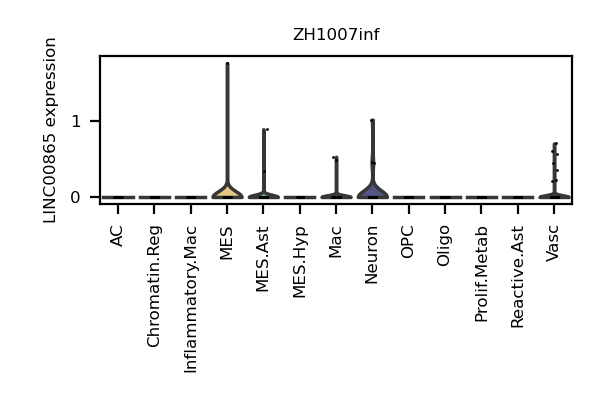 ZH1007inf
LINC00865 expression
1
0
AC
Chromatin.Reg
Inflammatory.Mac
MES
MES.Ast
MES.Hyp
Mac
Neuron
OPC
Oligo
Prolif.Metab
Reactive.Ast
Vasc